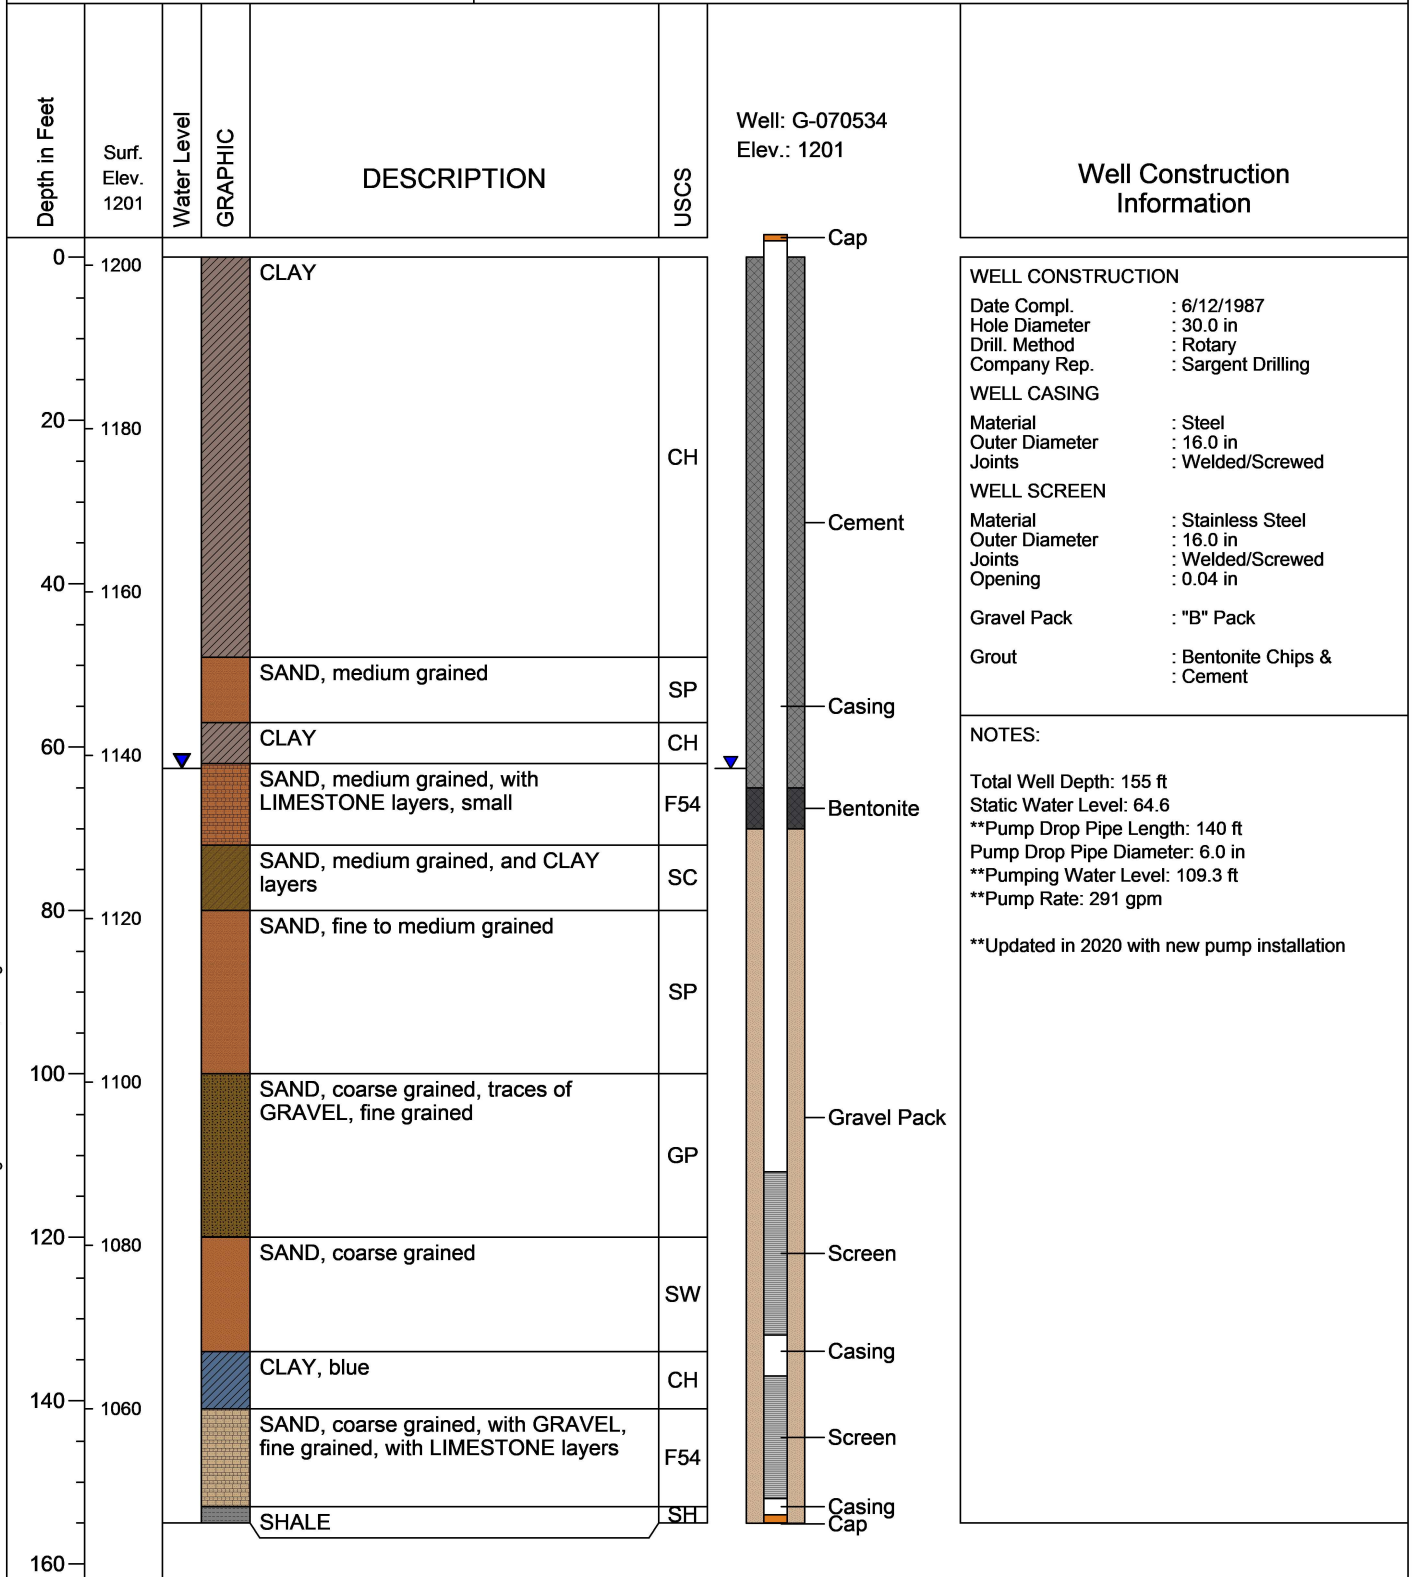 Depth in Feet
Surf.
Elev.
1201
Water Level
GRAPHIC
DESCRIPTION
USCS
Well: G-070534
Elev.: 1201
Well Construction
Information
0
20
40
60
80
100
120
140
160
1200
1180
1160
1140
1120
1100
1080
1060
CLAY
CH
SAND, medium grained
SP
CLAY
CH
SAND, medium grained, with
LIMESTONE layers, small
F54
SAND, medium grained, and CLAY
layers
SC
SAND, fine to medium grained
SP
SAND, coarse grained, traces of
GRAVEL, fine grained
GP
SAND, coarse grained
SW
CLAY, blue
CH
SAND, coarse grained, with GRAVEL,
fine grained, with LIMESTONE layers
F54
SHALE
SH
Cap
Cement
Casing
Bentonite
Gravel Pack
Screen
Casing
Screen
Casing
Cap
WELL CONSTRUCTION
Date Compl. : 6/12/1987
Hole Diameter : 30.0 in
Drill. Method : Rotary
Company Rep. : Sargent Drilling
WELL CASING
Material : Steel
Outer Diameter : 16.0 in
Joints : Welded/Screwed
WELL SCREEN
Material : Stainless Steel
Outer Diameter : 16.0 in
Joints : Welded/Screwed
Opening : 0.04 in
Gravel Pack : "B" Pack
Grout : Bentonite Chips &
: Cement
NOTES:
Total Well Depth: 155 ft
Static Water Level: 64.6
**Pump Drop Pipe Length: 140 ft
Pump Drop Pipe Diameter: 6.0 in
**Pumping Water Level: 109.3 ft
**Pump Rate: 291 gpm
**Updated in 2020 with new pump installation